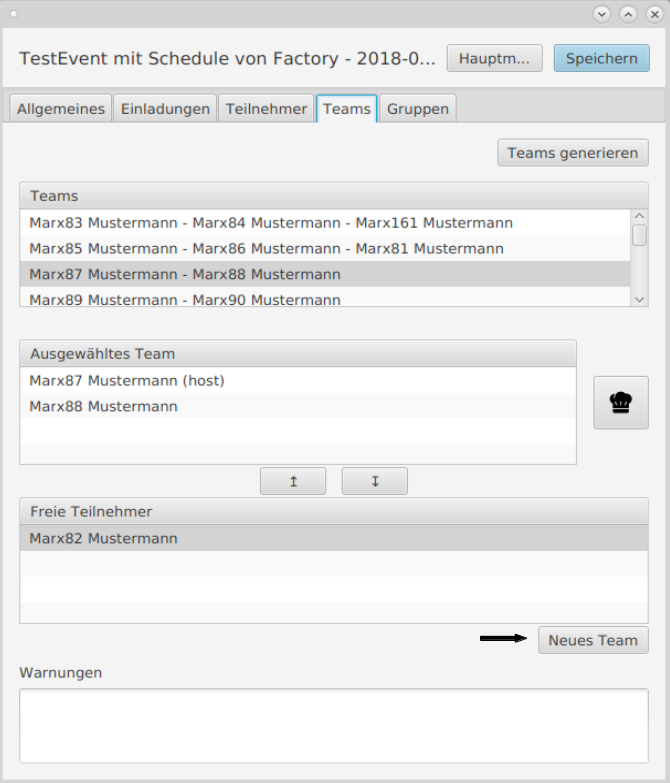 TestEvent mit Schedule von Factory - 2018-0...
Hauptm...
Speichern
Allgemeines
Einladungen
Teilnehmer
Teams
Gruppen
Teams generieren
Teams
Marx83 Mustermann - Marx84 Mustermann - Marx161 Mustermann
Marx85 Mustermann - Marx86 Mustermann - Marx81 Mustermann
Marx87 Mustermann - Marx88 Mustermann
Marx89 Mustermann - Marx90 Mustermann
Ausgewähltes Team
Marx87 Mustermann (host)
Marx88 Mustermann
↥
↧
Freie Teilnehmer
Marx82 Mustermann
Neues Team
Warnungen